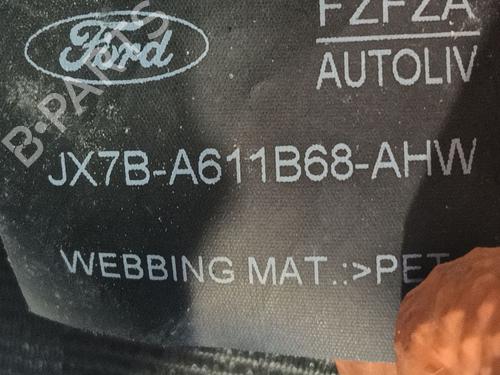 FZFZA
Ford
AUTOLIV
JX7B-A611B68-AHW
WEBBING MAT.:>PET
B-PARTS